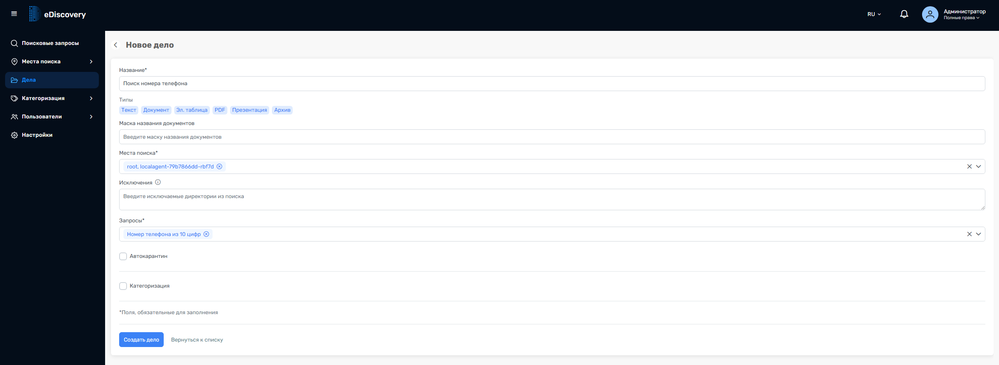 eDiscovery
RU
Администратор
Полные права
Поисковые запросы
Места поиска
Дела
Категоризация
Пользователи
Настройки
Новое дело
Название*
Поиск номера телефона
Типы
Текст Документ Эл. таблица PDF Презентация Архив
Маска названия документов
Введите маску названия документов
Места поиска*
root, localagent-79b7866dd-rbf7d
Исключения
Введите исключаемые директории из поиска
Запросы*
Номер телефона из 10 цифр
Автокарантин
Категоризация
*Поля, обязательные для заполнения
Создать дело Вернуться к списку